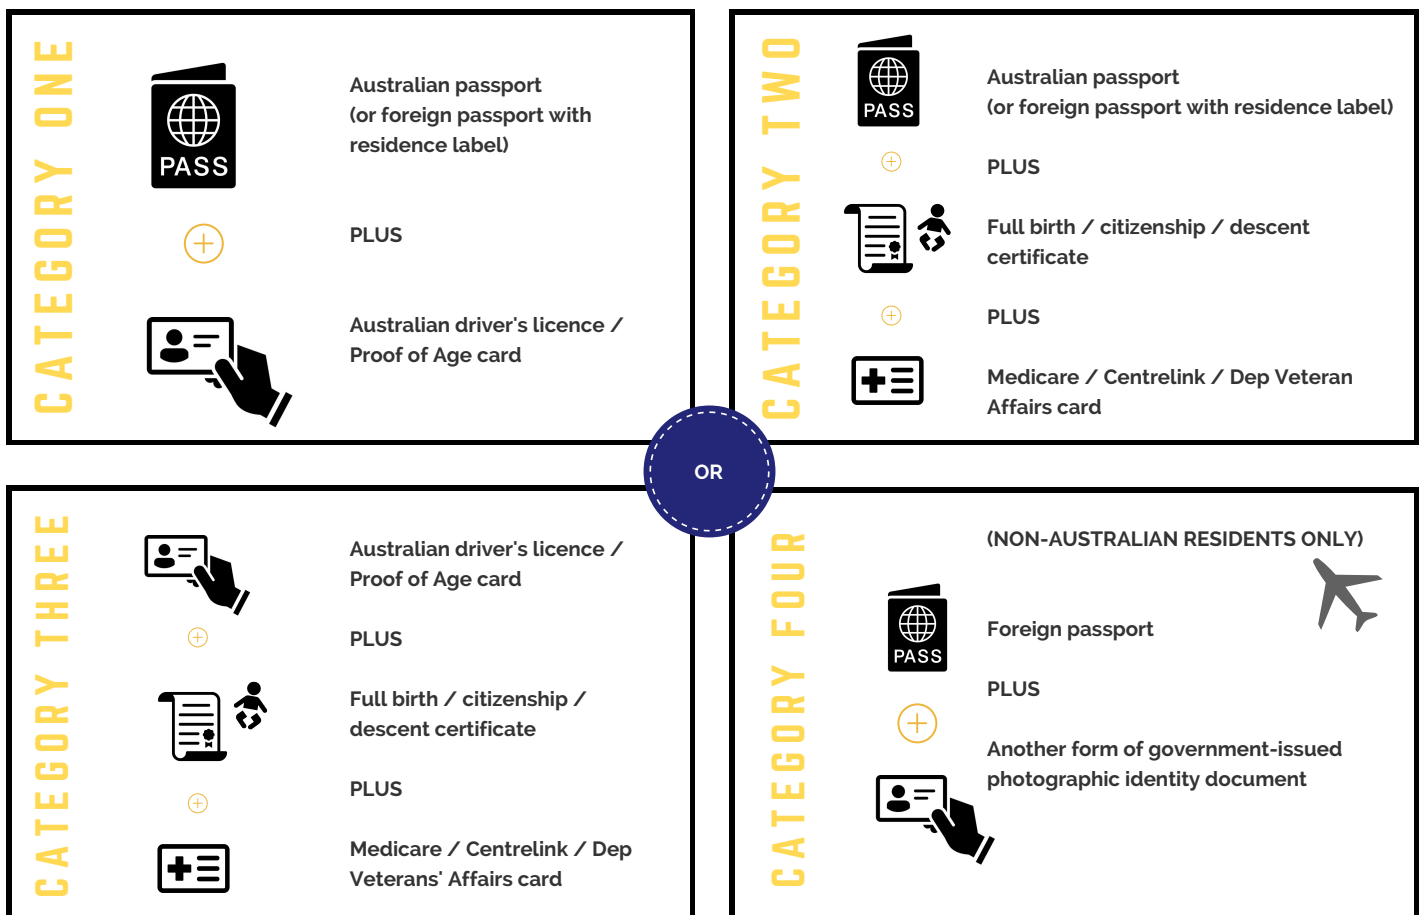 CATEGORY ONE
PASS
Australian passport
(or foreign passport with
residence label)
PLUS
Australian driver's licence /
Proof of Age card
CATEGORY TWO
PASS
Australian passport
(or foreign passport with residence label)
PLUS
Full birth / citizenship / descent
certificate
PLUS
Medicare / Centrelink / Dep Veteran
Affairs card
OR
CATEGORY THREE
Australian driver's licence /
Proof of Age card
PLUS
Full birth / citizenship /
descent certificate
PLUS
Medicare / Centrelink / Dep
Veterans' Affairs card
CATEGORY FOUR
(NON-AUSTRALIAN RESIDENTS ONLY)
PASS
Foreign passport
PLUS
Another form of government-issued
photographic identity document